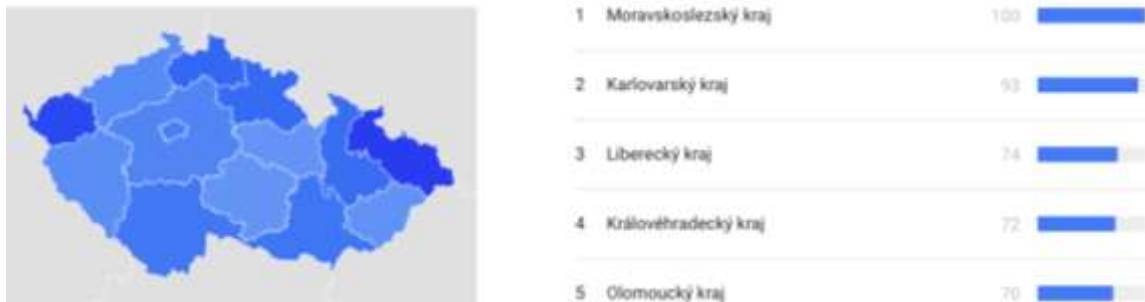 1 Moravskoslezský kraj 100
2 Karlovarský kraj 93
3 Liberecký kraj 74
4 Královéhradecký kraj 72
5 Olomoucký kraj 70